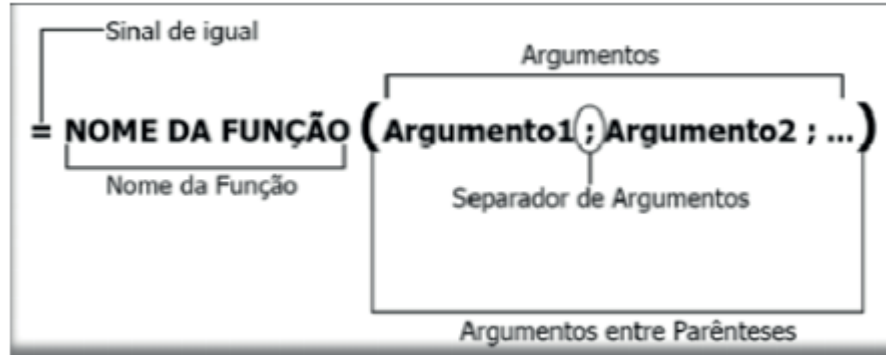 Sinal de igual
Argumentos
= NOME DA FUNÇÃO (Argumento1 ; Argumento2 ; ...)
Nome da Função
Separador de Argumentos
Argumentos entre Parênteses